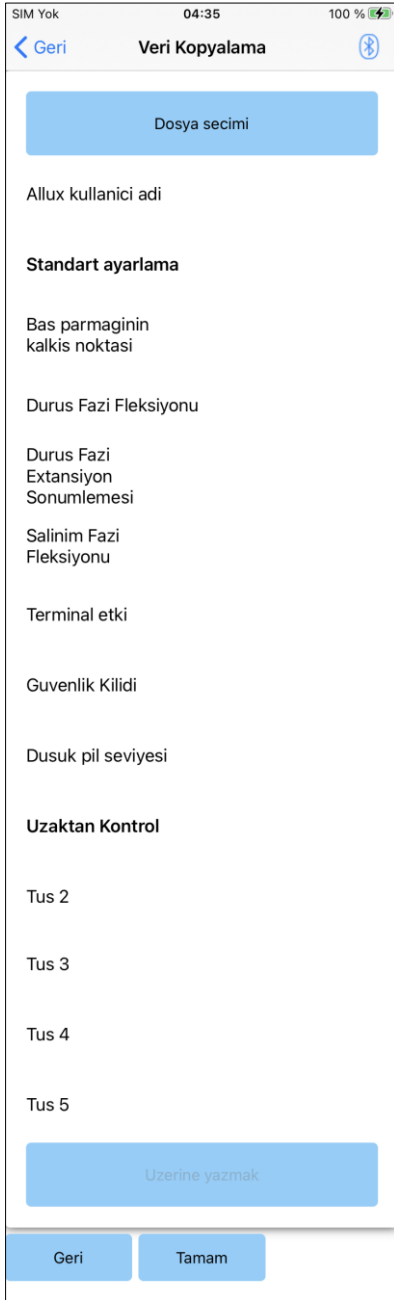 SIM Yok 04:35 100 %
Geri Veri Kopyalama
Dosya secimi
Allux kullanici adi
Standart ayarlama
Bas parmaginin
kalkis noktasi
Durus Fazi Fleksiyonu
Durus Fazi
Extansiyon
Sonumlemesi
Salinim Fazi
Fleksiyonu
Terminal etki
Guvenlik Kilidi
Dusuk pil seviyesi
Uzaktan Kontrol
Tus 2
Tus 3
Tus 4
Tus 5
Uzerine yazmak
Geri Tamam